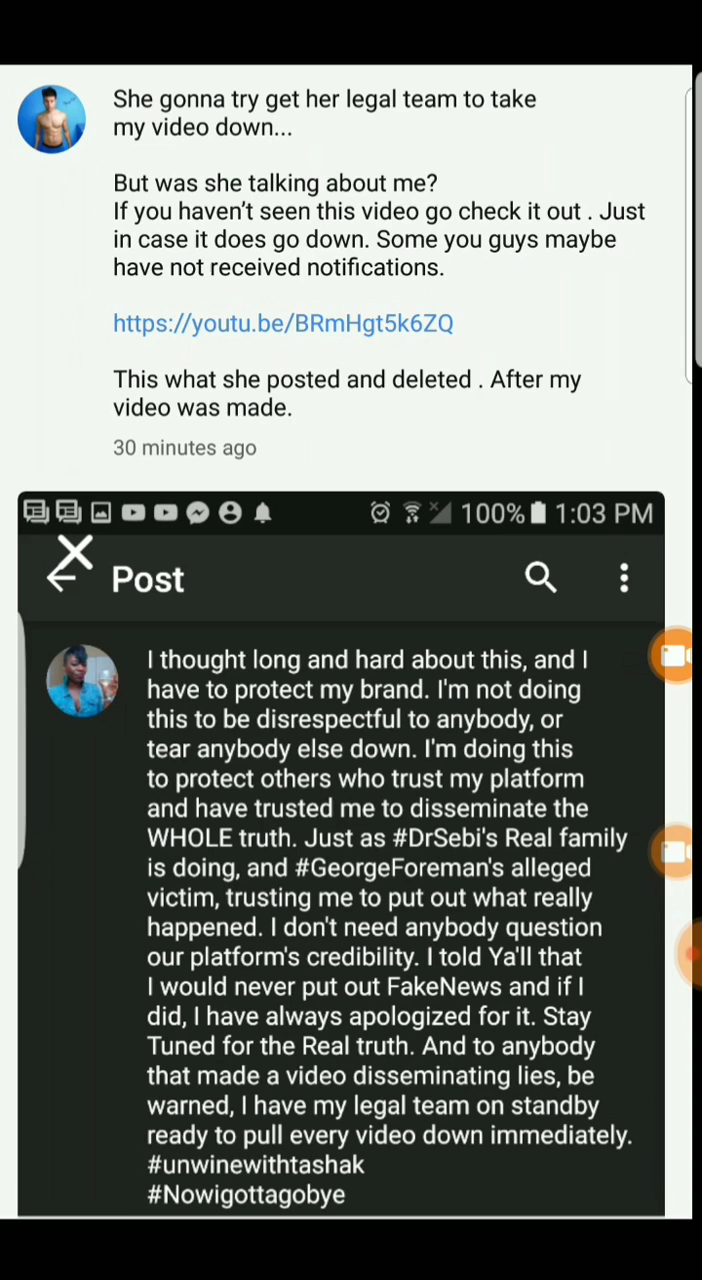 She gonna try get her legal team to take
my video down...
But was she talking about me?
If you haven't seen this video go check it out . Just
in case it does go down. Some you guys maybe
have not received notifications.
https://youtu.be/BRmHgt5k6ZQ
This what she posted and deleted . After my
video was made.
30 minutes ago
100% 1:03 PM
Post
I thought long and hard about this, and I
have to protect my brand. I'm not doing
this to be disrespectful to anybody, or
tear anybody else down. I'm doing this
to protect others who trust my platform
and have trusted me to disseminate the
WHOLE truth. Just as #DrSebi's Real family
is doing, and #GeorgeForeman's alleged
victim, trusting me to put out what really
happened. I don't need anybody question
our platform's credibility. I told Ya'll that
I would never put out FakeNews and if I
did, I have always apologized for it. Stay
Tuned for the Real truth. And to anybody
that made a video disseminating lies, be
warned, I have my legal team on standby
ready to pull every video down immediately.
#unwinewithtashak
#Nowigottagobye